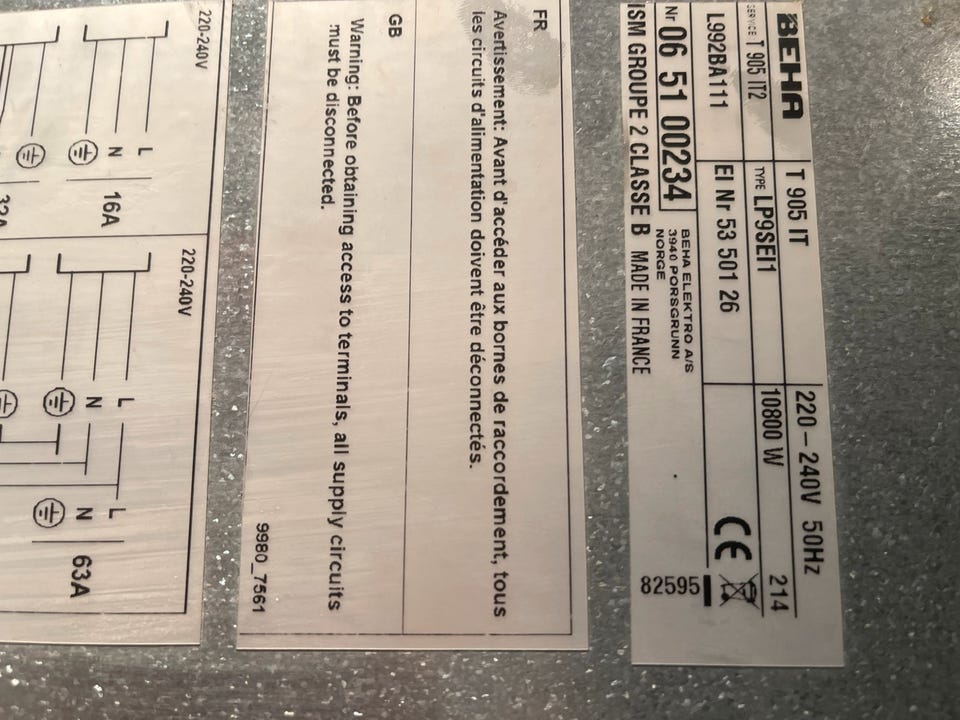 BEHA
T 905 IT
220-240V 50Hz
SERVICE: T 905 IT2
TYPE LP9SEI1
10800 W
214
L992BA111
El Nr 53 501 26
CE
Nr 06 51 00234
BEHA ELEKTRO A/S
3940 PORSGRUNN
NORGE
82595
ISM GROUPE 2 CLASSE B MADE IN FRANCE
FR
Avertissement: Avant d'accéder aux bornes de raccordement, tous
les circuits d'alimentation doivent être déconnectés.
GB
Warning: Before obtaining access to terminals, all supply circuits
must be disconnected.
9980_7561
220-240V
L
N
16A
32A
220-240V
L
N
L
N
63A